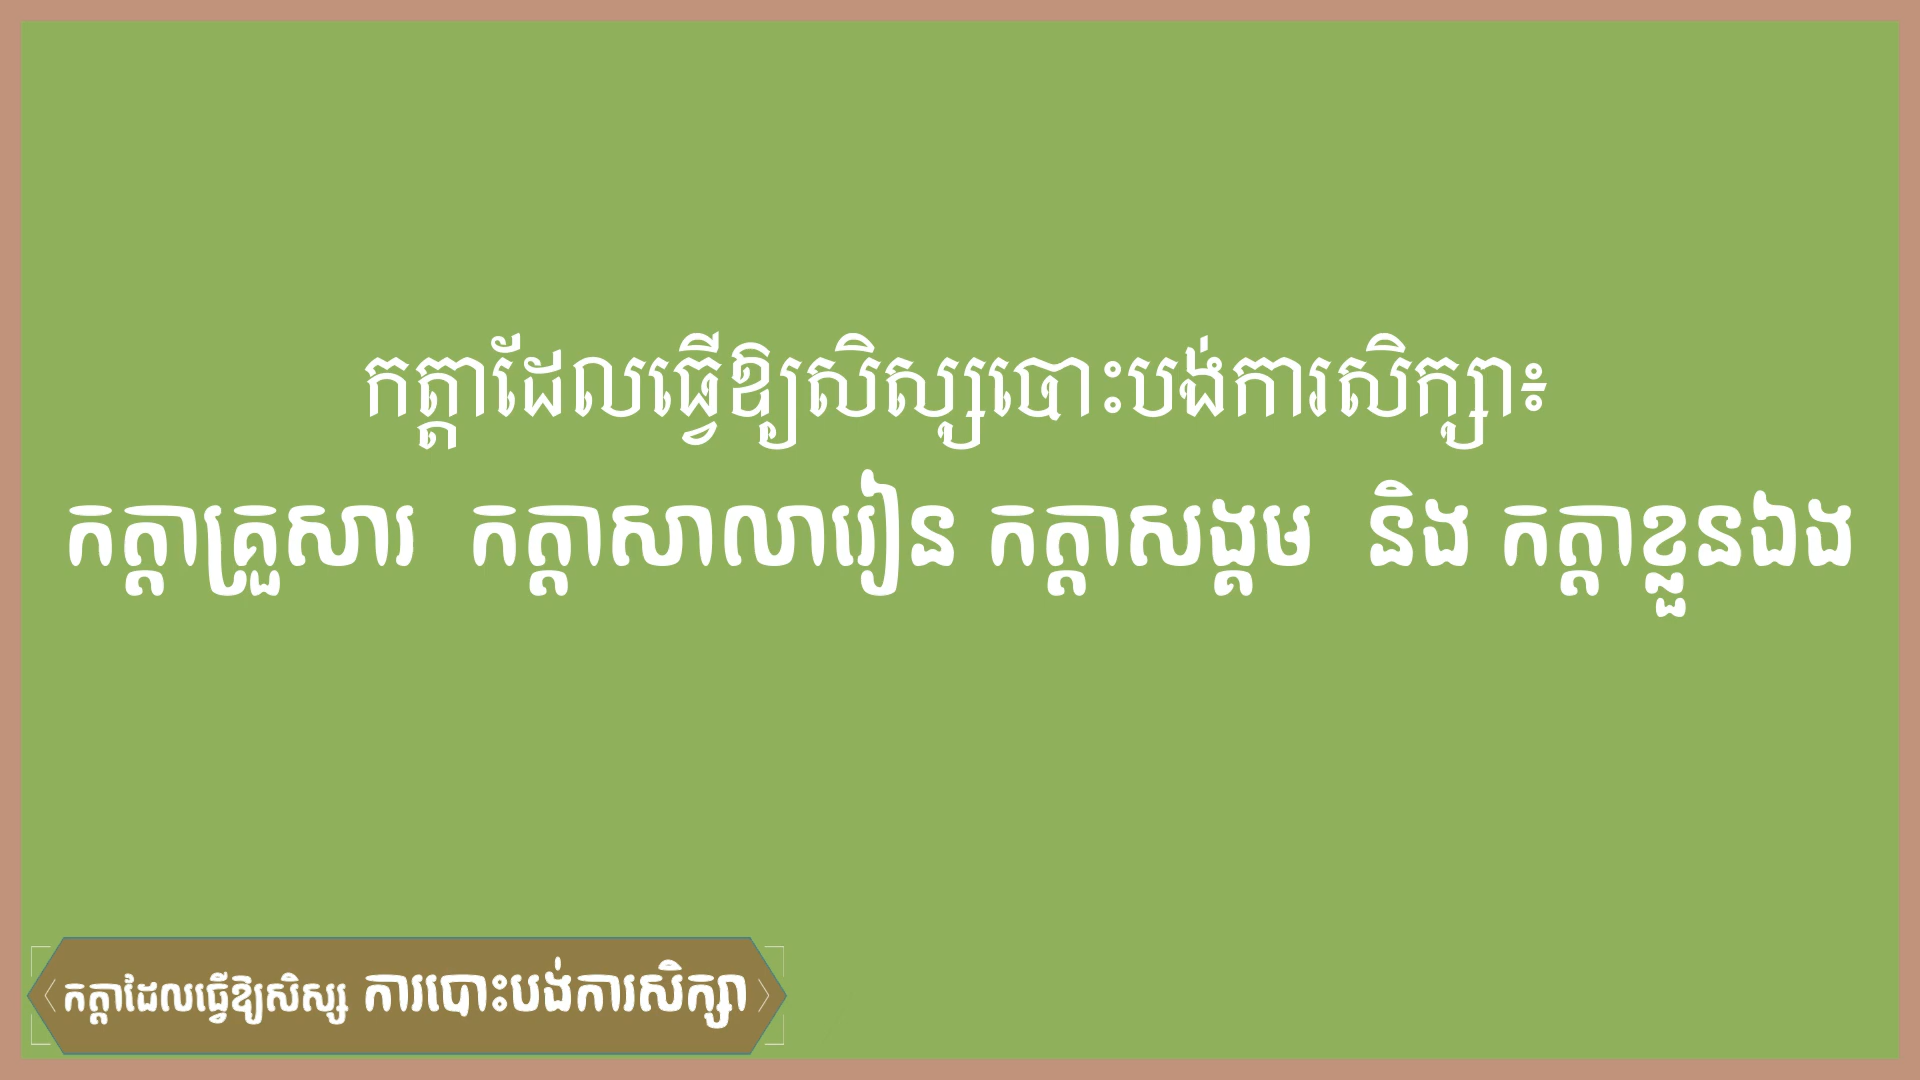 កត្តាដែលធ្វើឱ្យសិស្សបោះបង់ការសិក្សា៖
កត្តាគ្រួសារ កត្តាសាលារៀន កត្តាសង្គម និង កត្តាខ្លួនឯង
កត្តាដែលធ្វើឱ្យសិស្ស ការបោះបង់ការសិក្សា